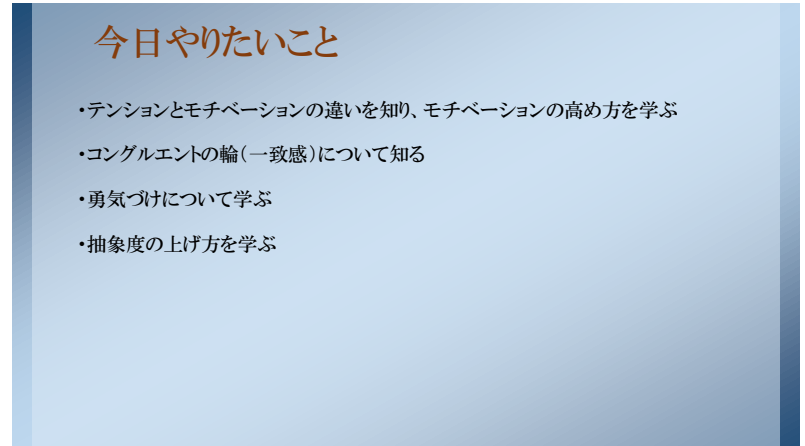 今日やりたいこと
・テンションとモチベーションの違いを知り、モチベーションの高め方を学ぶ
・コングルエントの輪（一致感）について知る
・勇気づけについて学ぶ
・抽象度の上げ方を学ぶ